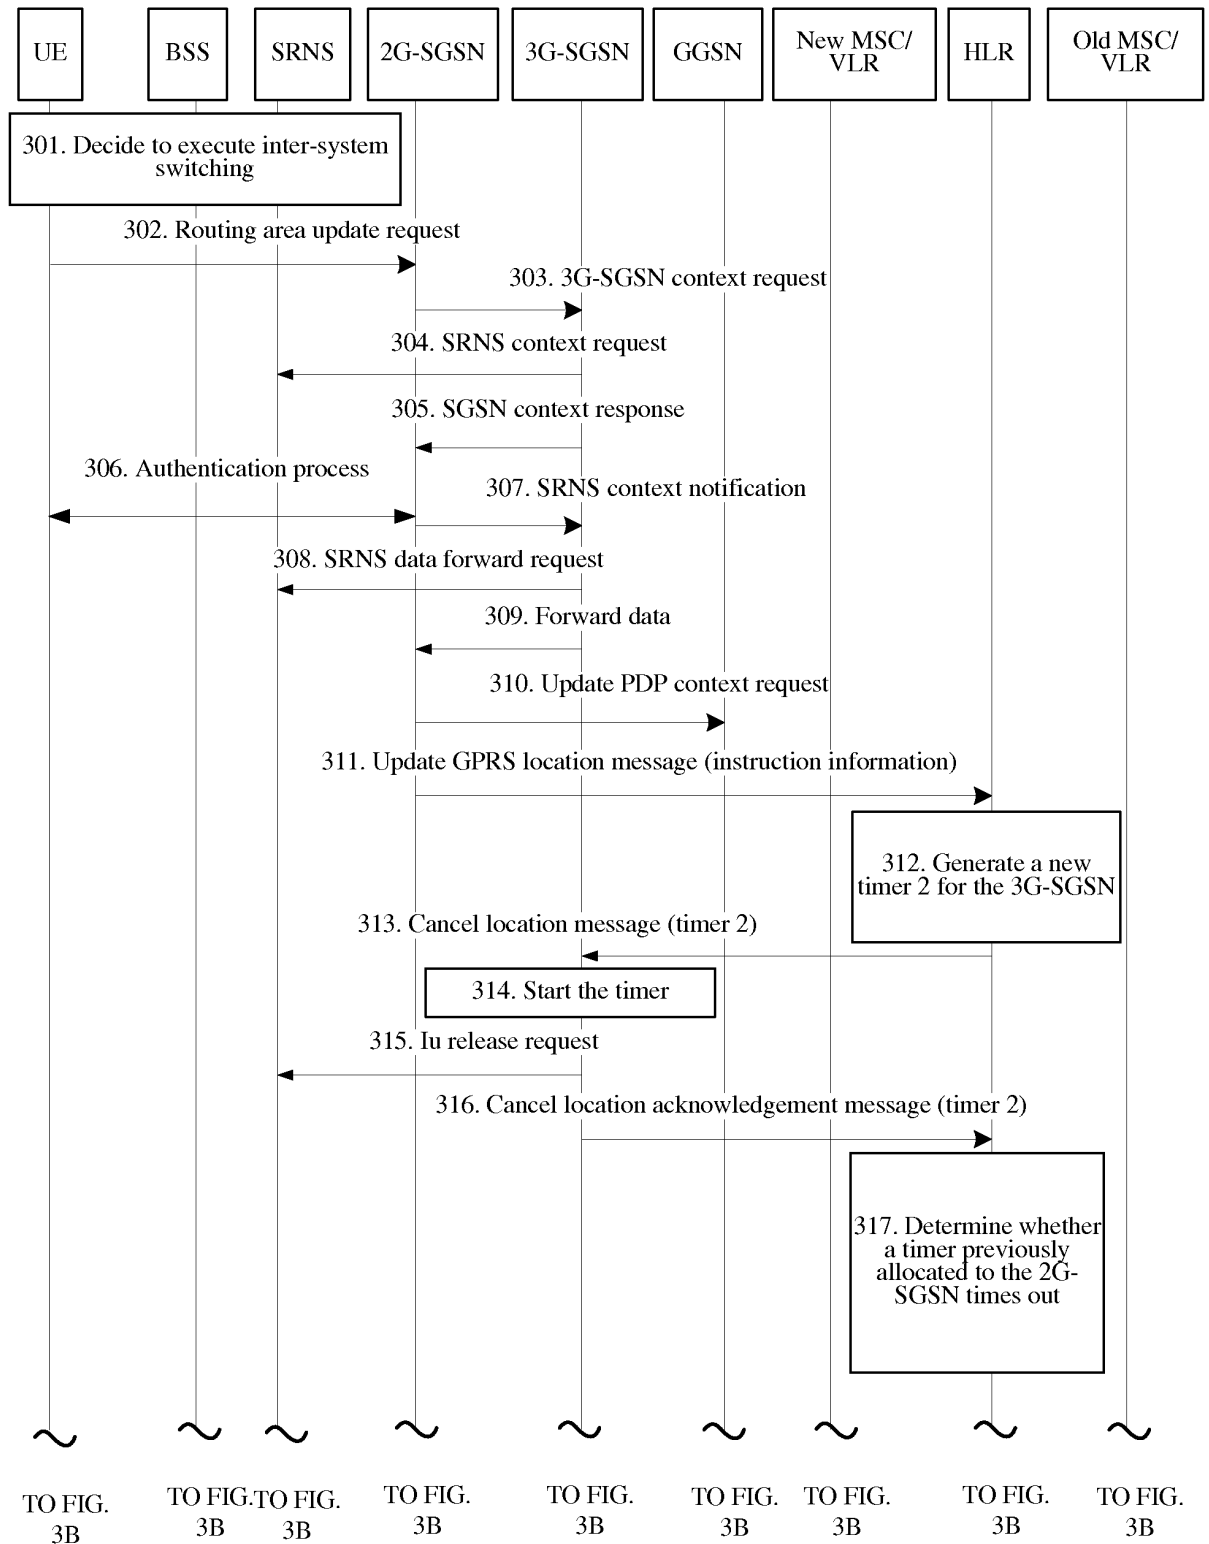 UE
BSS
SRNS
2G-SGSN
3G-SGSN
GGSN
New MSC/
VLR
HLR
Old MSC/
VLR
301. Decide to execute inter-system
switching
302. Routing area update request
303. 3G-SGSN context request
304. SRNS context request
305. SGSN context response
306. Authentication process
307. SRNS context notification
308. SRNS data forward request
309. Forward data
310. Update PDP context request
311. Update GPRS location message (instruction information)
312. Generate a new
timer 2 for the 3G-SGSN
313. Cancel location message (timer 2)
314. Start the timer
315. Iu release request
316. Cancel location acknowledgement message (timer 2)
317. Determine whether
a timer previously
allocated to the 2G-
SGSN times out
TO FIG.
3B
TO FIG.
3B
TO FIG.
3B
TO FIG.
3B
TO FIG.
3B
TO FIG.
3B
TO FIG.
3B
TO FIG.
3B
TO FIG.
3B